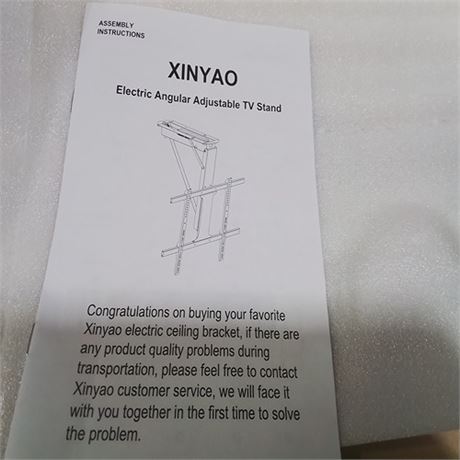 ASSEMBLY
INSTRUCTIONS
XINYAO
Electric Angular Adjustable TV Stand
Congratulations on buying your favorite
Xinyao electric ceiling bracket, if there are
any product quality problems during
transportation, please feel free to contact
Xinyao customer service, we will face it
with you together in the first time to solve
the problem.